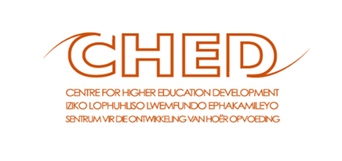 CHED
CENTRE FOR HIGHER EDUCATION DEVELOPMENT
IZIKO LOPHUHLISO LWEMFUNDO EPHAKAMILEYO
SENTRUM VIR DIE ONTWIKKELING VAN HOËR OPVOEDING